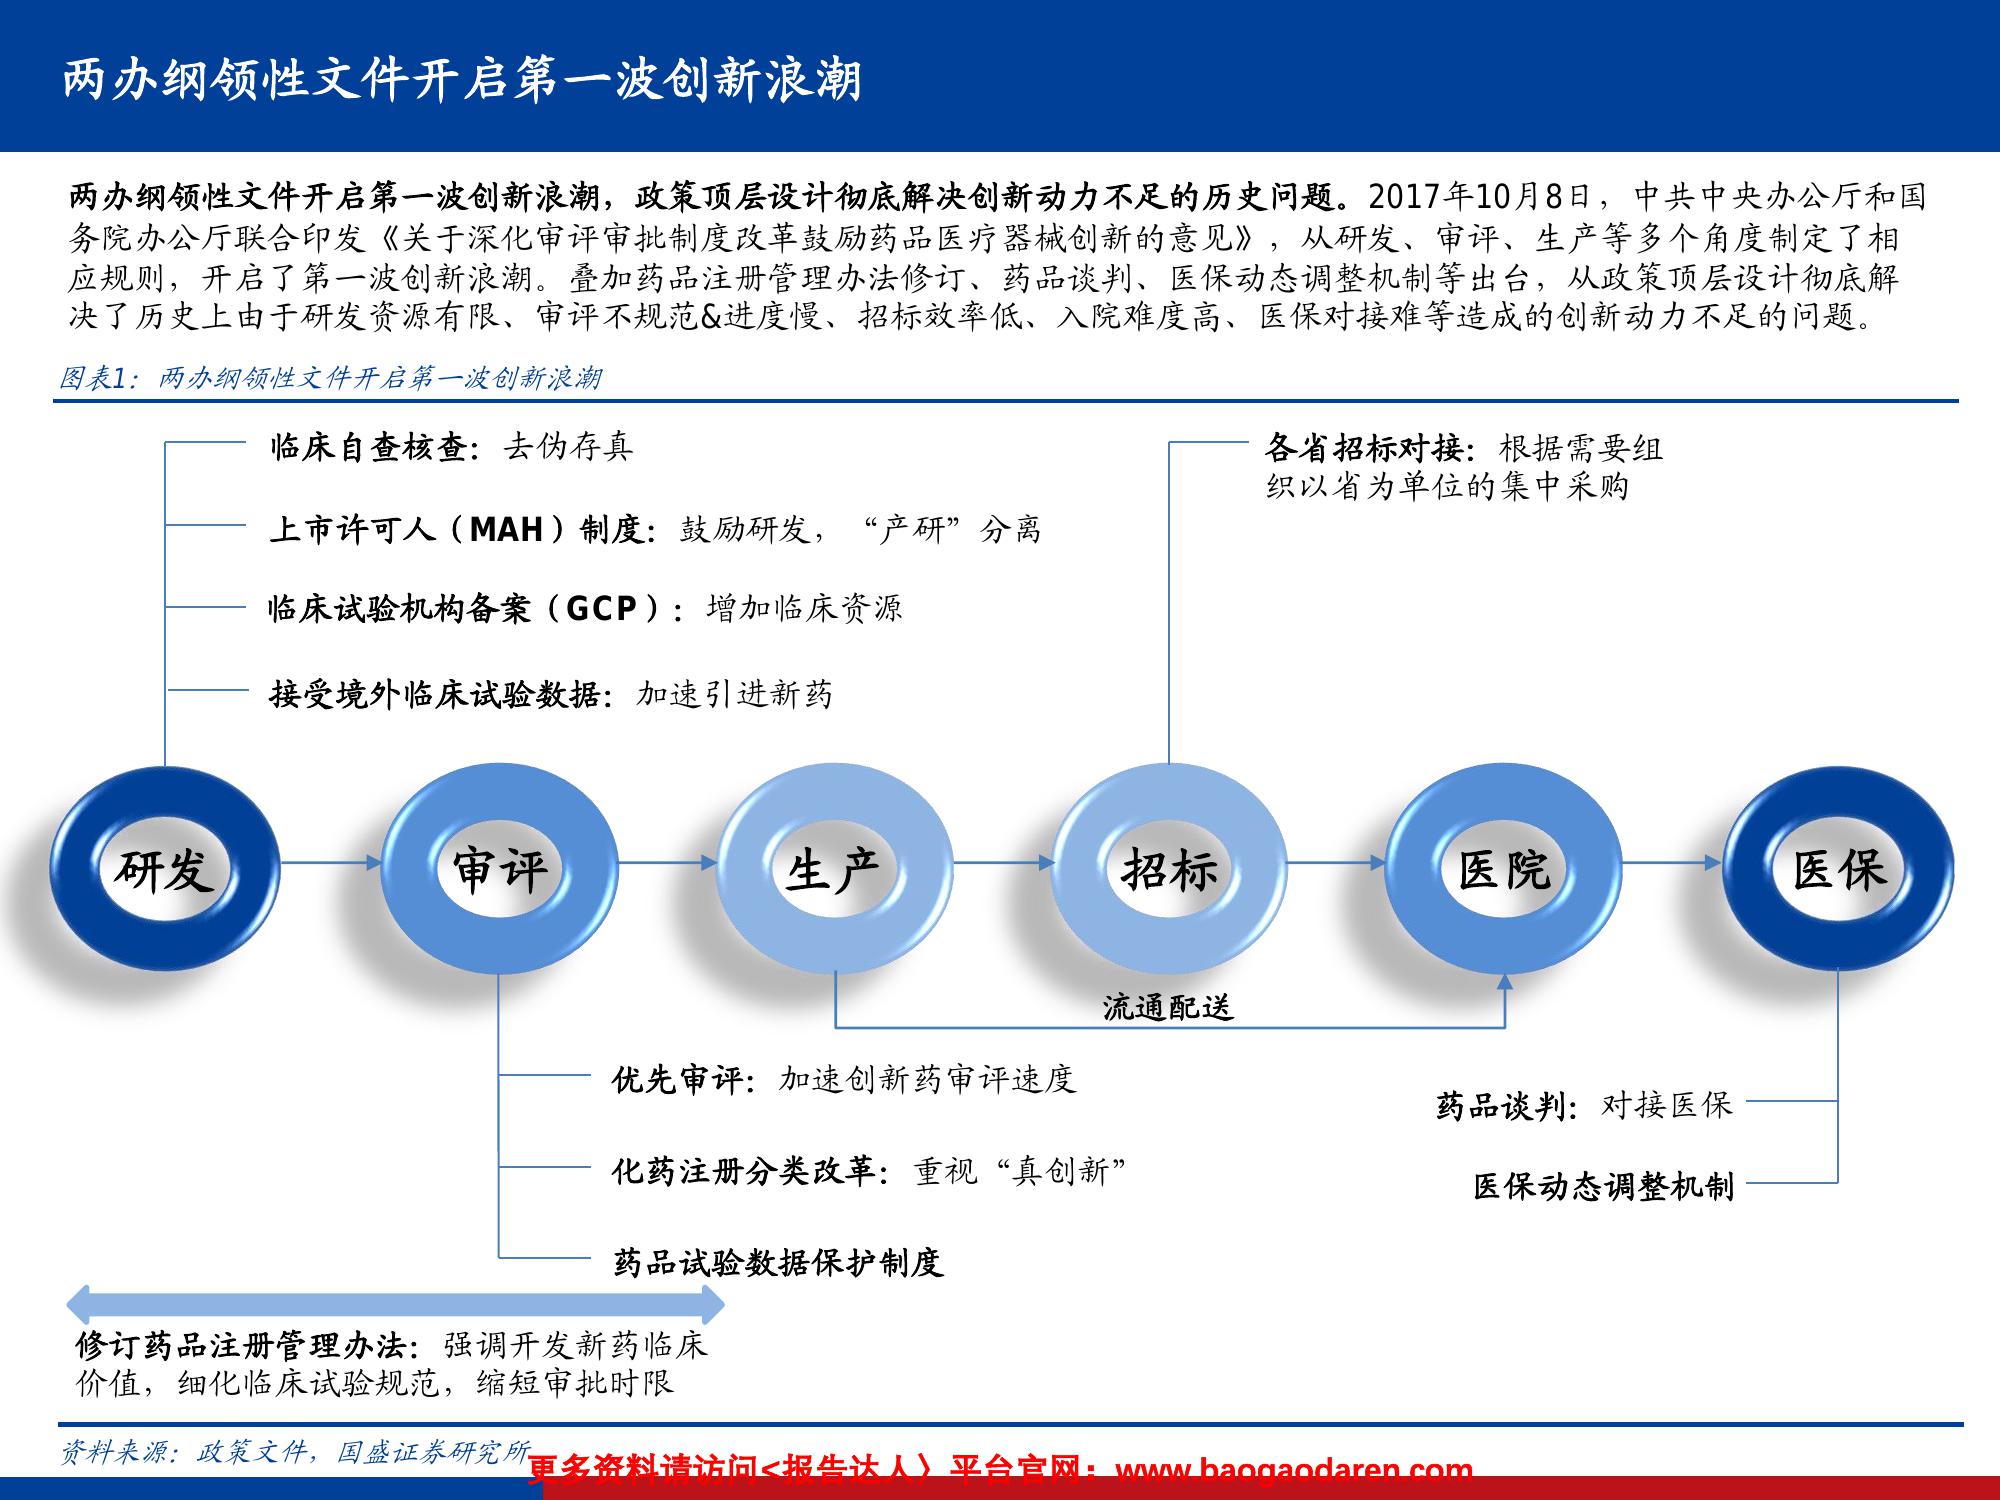 两办纲领性文件开启第一波创新浪潮
两办纲领性文件开启第一波创新浪潮，政策顶层设计彻底解决创新动力不足的历史问题。2017年10月8日，中共中央办公厅和国
务院办公厅联合印发《关于深化审评审批制度改革鼓励药品医疗器械创新的意见》，从研发、审评、生产等多个角度制定了相
应规则，开启了第一波创新浪潮。叠加药品注册管理办法修订、药品谈判、医保动态调整机制等出台，从政策顶层设计彻底解
决了历史上由于研发资源有限、审评不规范&进度慢、招标效率低、入院难度高、医保对接难等造成的创新动力不足的问题。
图表1：两办纲领性文件开启第一波创新浪潮
临床自查核查：去伪存真
上市许可人（MAH）制度：鼓励研发，“产研”分离
临床试验机构备案（GCP）：增加临床资源
接受境外临床试验数据：加速引进新药
各省招标对接：根据需要组
织以省为单位的集中采购
研发
审评
生产
招标
医院
医保
流通配送
优先审评：加速创新药审评速度
化药注册分类改革：重视“真创新”
药品试验数据保护制度
药品谈判：对接医保
医保动态调整机制
修订药品注册管理办法：强调开发新药临床
价值，细化临床试验规范，缩短审批时限
资料来源：政策文件，国盛证券研究所
更多资料请访问<报告达人〉平台官网：www.baogaodaren.com